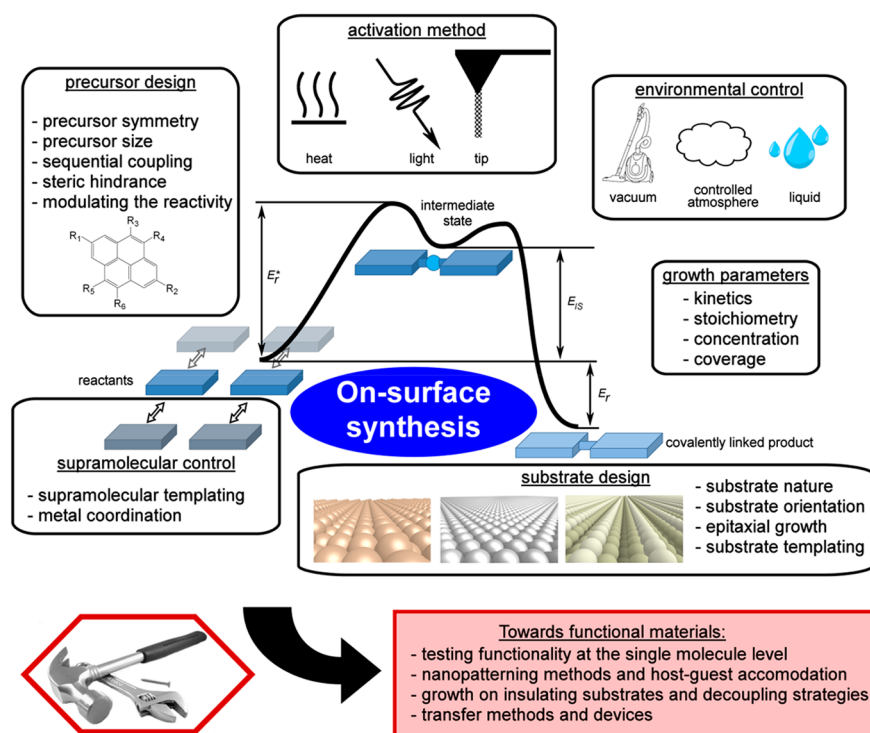 activation method
heat
light
tip
precursor design
- precursor symmetry
- precursor size
- sequential coupling
- steric hindrance
- modulating the reactivity
R1
R3
R4
R5
R2
R6
environmental control
vacuum
controlled
atmosphere
liquid
intermediate
state
Er*
EIS
Er
growth parameters
- kinetics
- stoichiometry
- concentration
- coverage
reactants
On-surface
synthesis
covalently linked product
supramolecular control
- supramolecular templating
- metal coordination
substrate design
- substrate nature
- substrate orientation
- epitaxial growth
- substrate templating
Towards functional materials:
- testing functionality at the single molecule level
- nanopatterning methods and host-guest accomodation
- growth on insulating substrates and decoupling strategies
- transfer methods and devices